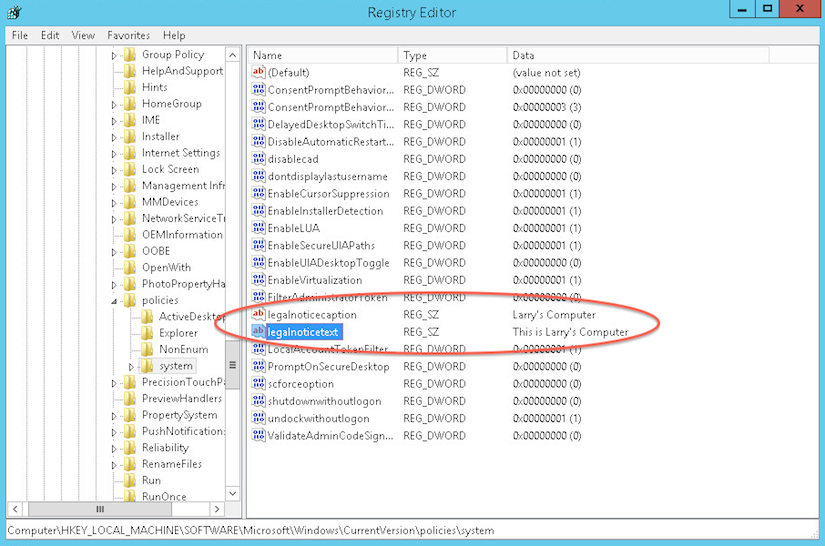 Registry Editor
File Edit View Favorites Help
Group Policy
HelpAndSupport
Hints
HomeGroup
IME
Installer
Internet Settings
Lock Screen
Management Infr
MMDevices
NetworkServiceTr
OEMInformation
OOBE
OpenWith
PhotoPropertyHa
policies
ActiveDeskto
Explorer
NonEnum
system
PrecisionTouchPa
PreviewHandlers
PropertySystem
PushNotification:
Reliability
RenameFiles
Run
RunOnce
Name Type Data
(Default) REG_SZ (value not set)
ConsentPromptBehavior... REG_DWORD 0x00000000 (0)
ConsentPromptBehavior... REG_DWORD 0x00000003 (3)
DelayedDesktopSwitchTi... REG_DWORD 0x00000000 (0)
DisableAutomaticRestart... REG_DWORD 0x00000001 (1)
disablecad REG_DWORD 0x00000000 (0)
dontdisplaylastusername REG_DWORD 0x00000000 (0)
EnableCursorSuppression REG_DWORD 0x00000001 (1)
EnableInstallerDetection REG_DWORD 0x00000001 (1)
EnableLUA REG_DWORD 0x00000001 (1)
EnableSecureUIAPaths REG_DWORD 0x00000001 (1)
EnableUIADesktopToggle REG_DWORD 0x00000000 (0)
EnableVirtualization REG_DWORD 0x00000001 (1)
FilterAdministratorToken REG_DWORD 0x00000000 (0)
legalnoticecaption REG_SZ Larry's Computer
legalnoticetext REG_SZ This is Larry's Computer
LocalAccountTokenFilter... REG_DWORD 0x00000001 (1)
PromptOnSecureDesktop REG_DWORD 0x00000000 (0)
scforceoption REG_DWORD 0x00000000 (0)
shutdownwithoutlogon REG_DWORD 0x00000000 (0)
undockwithoutlogon REG_DWORD 0x00000001 (1)
ValidateAdminCodeSign... REG_DWORD 0x00000000 (0)
Computer\HKEY_LOCAL_MACHINE\SOFTWARE\Microsoft\Windows\CurrentVersion\policies\system